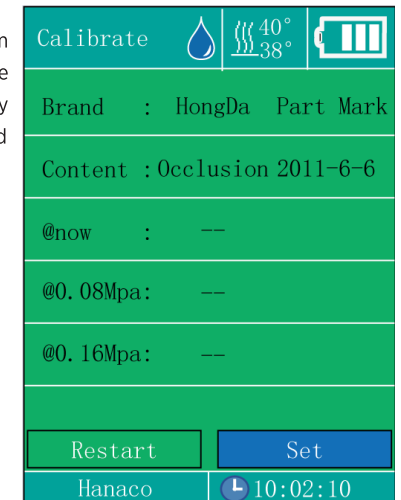 Calibrate 40°
38°
Brand : HongDa Part Mark
Content :Occlusion 2011-6-6
@now : --
@0.08Mpa: --
@0.16Mpa: --
Restart Set
Hanaco 10:02:10